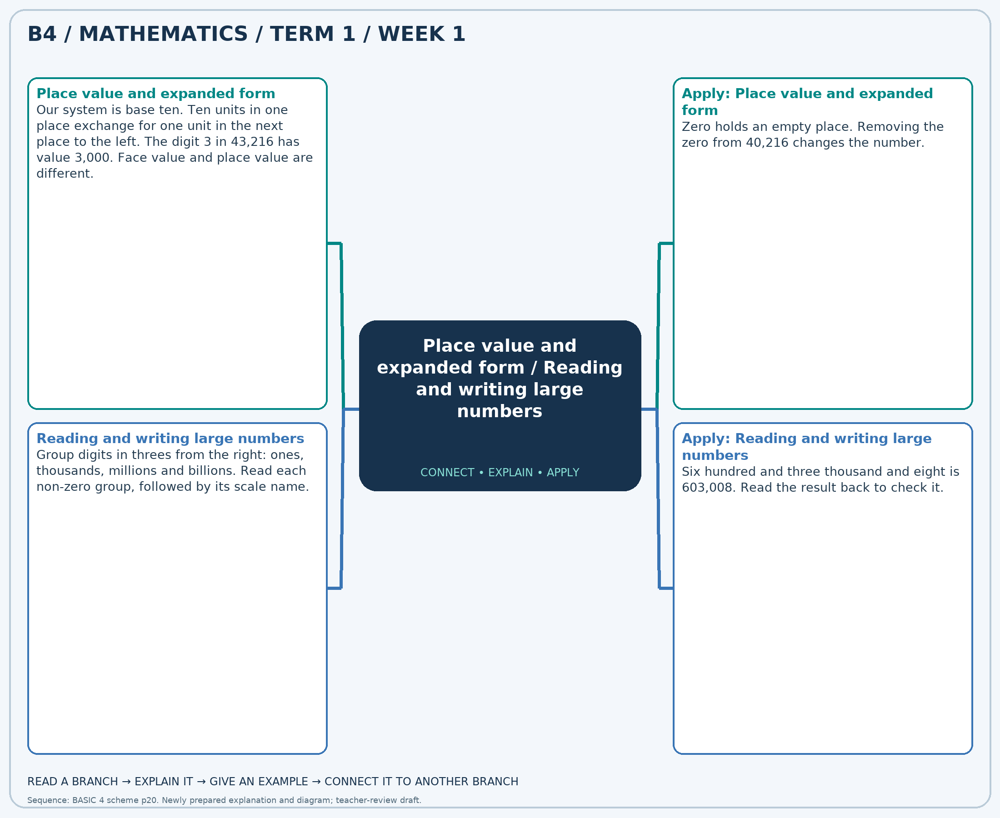 B4 / MATHEMATICS / TERM 1 / WEEK 1
Place value and expanded form
Our system is base ten. Ten units in one
place exchange for one unit in the next
place to the left. The digit 3 in 43,216 has
value 3,000. Face value and place value are
different.
Apply: Place value and expanded
form
Zero holds an empty place. Removing the
zero from 40,216 changes the number.
Place value and
expanded form / Reading
and writing large
numbers
CONNECT • EXPLAIN • APPLY
Reading and writing large numbers
Group digits in threes from the right: ones,
thousands, millions and billions. Read each
non-zero group, followed by its scale name.
Apply: Reading and writing large
numbers
Six hundred and three thousand and eight is
603,008. Read the result back to check it.
READ A BRANCH → EXPLAIN IT → GIVE AN EXAMPLE → CONNECT IT TO ANOTHER BRANCH
Sequence: BASIC 4 scheme p20. Newly prepared explanation and diagram; teacher-review draft.